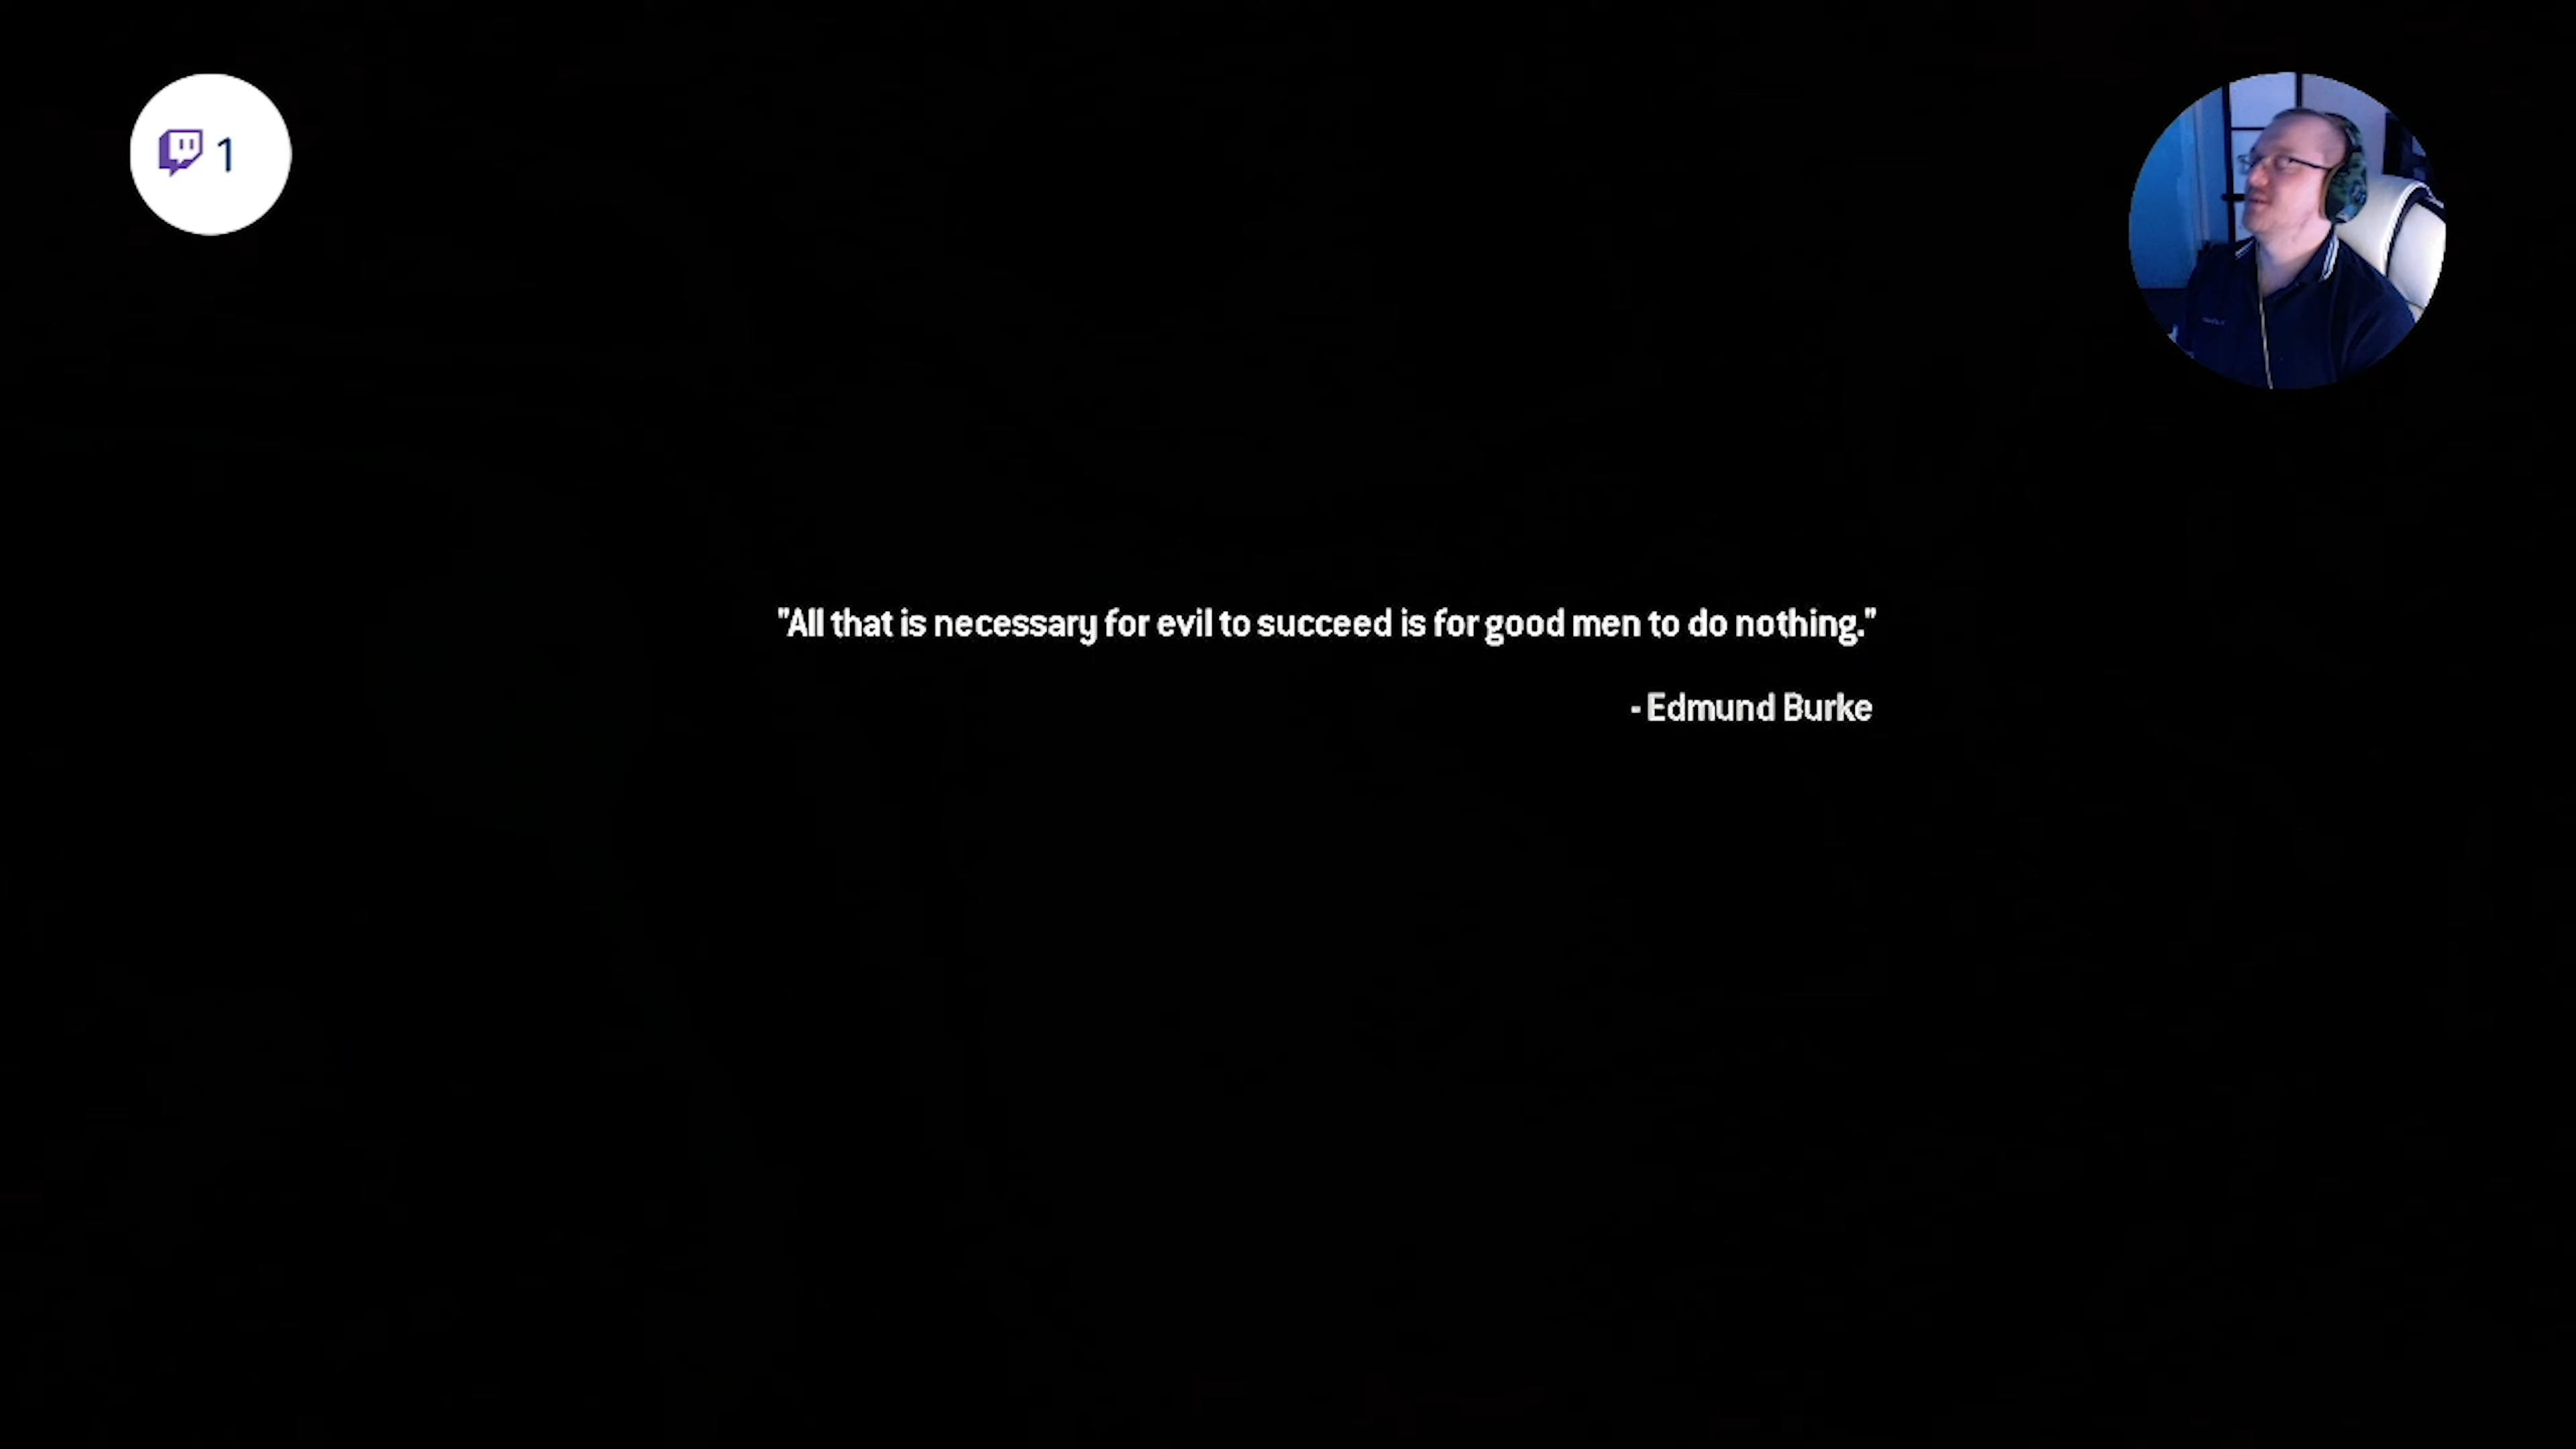 1
"All that is necessary for evil to succeed is for good men to do nothing."
- Edmund Burke